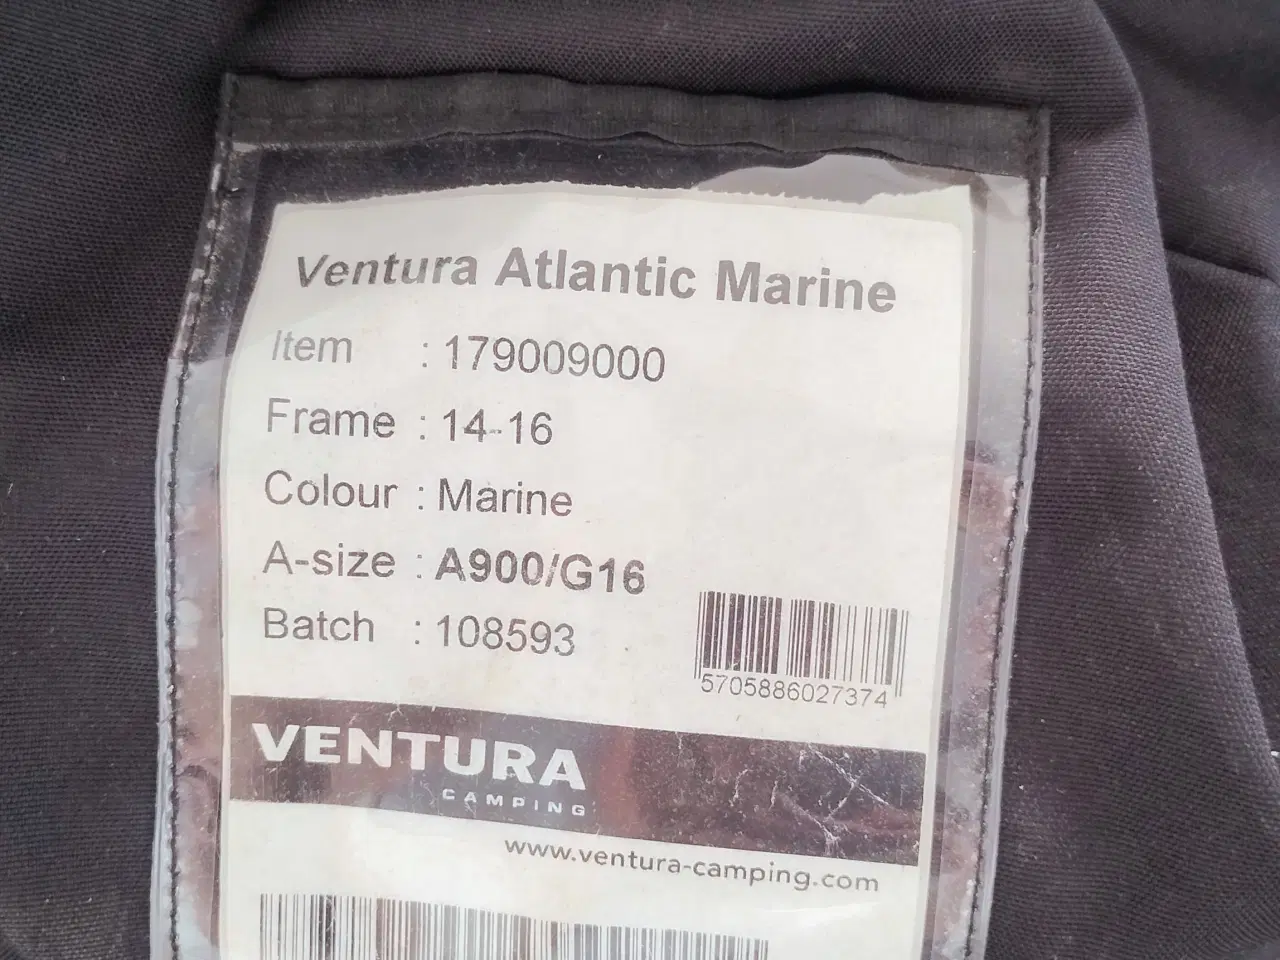 Ventura Atlantic Marine
Item : 179009000
Frame : 14-16
Colour : Marine
A-size : A900/G16
Batch : 108593
5705886027374
VENTURA
CAMPING
www.ventura-camping.com